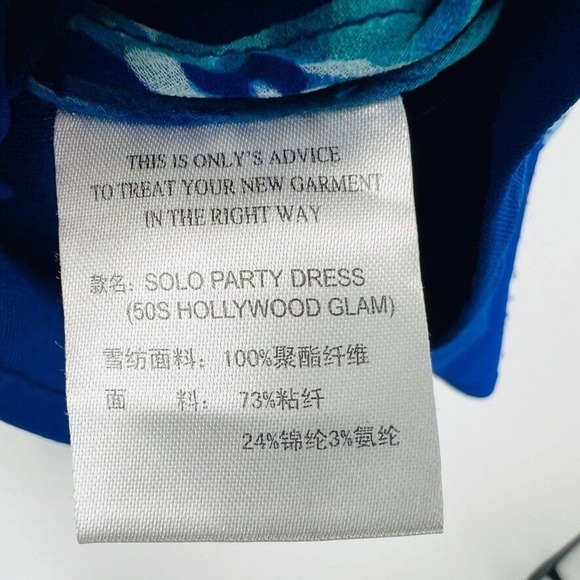 THIS IS ONLY'S ADVICE
TO TREAT YOUR NEW GARMENT
IN THE RIGHT WAY
款名: SOLO PARTY DRESS
(50S HOLLYWOOD GLAM)
雪纺面料: 100%聚酯纤维
面 料: 73%粘纤
24%锦纶3%氨纶